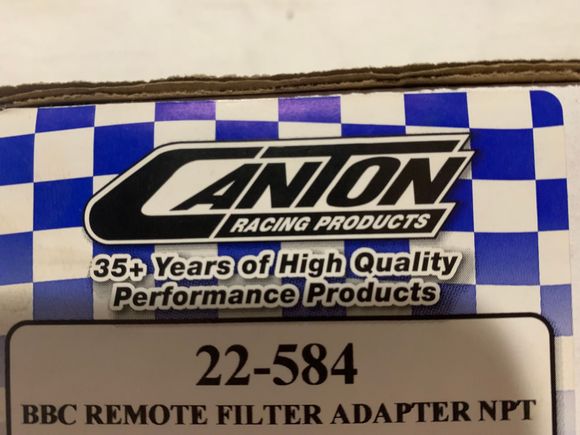 CANTON
RACING PRODUCTS
35+ Years of High Quality
Performance Products
22-584
BBC REMOTE FILTER ADAPTER NPT